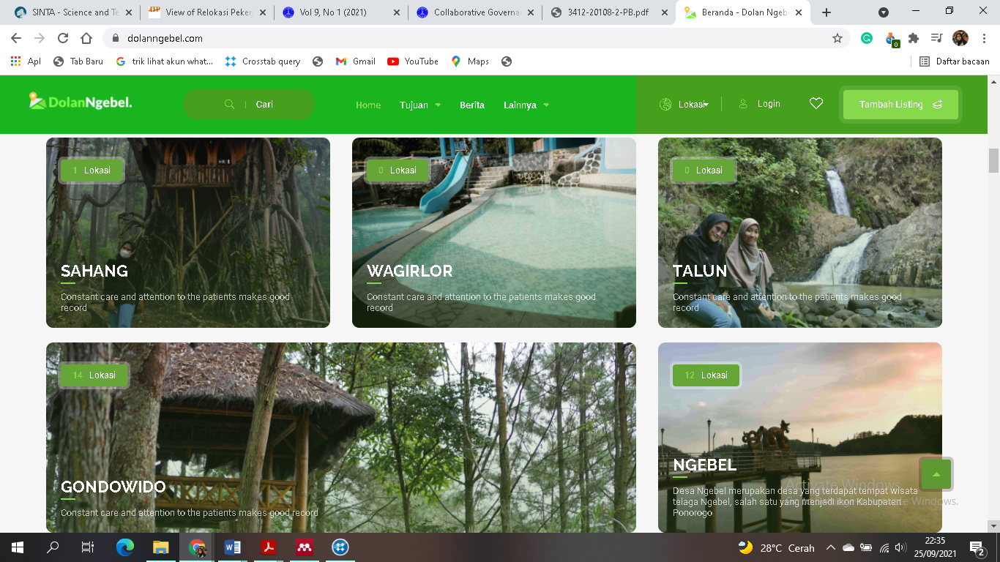 SINTA - Science and Te
View of Relokasi Pekerj
Vol 9, No 1 (2021)
Collaborative Governa
3412-20108-2-PB.pdf
Beranda - Dolan Ngeb
dolanngebel.com
0
Apl
Tab Baru
trik lihat akun what...
Crosstab query
Gmail
YouTube
Maps
Daftar bacaan
DolanNgebel.
Cari
Home
Tujuan
Berita
Lainnya
Lokasi
Login
Tambah Listing
1 Lokasi
SAHANG
Constant care and attention to the patients makes good
record
0 Lokasi
WAGIRLOR
Constant care and attention to the patients makes good
record
0 Lokasi
TALUN
Constant care and attention to the patients makes good
record
14 Lokasi
GONDOWIDO
Constant care and attention to the patients makes good record
12 Lokasi
NGEBEL
Desa Ngebel merupakan desa yang terdapat tempat wisata
telaga Ngebel, salah satu yang menjadi ikon Kabupaten
Ponorogo
Activate Windows
Windows.
28°C Cerah
22:35
25/09/2021
2